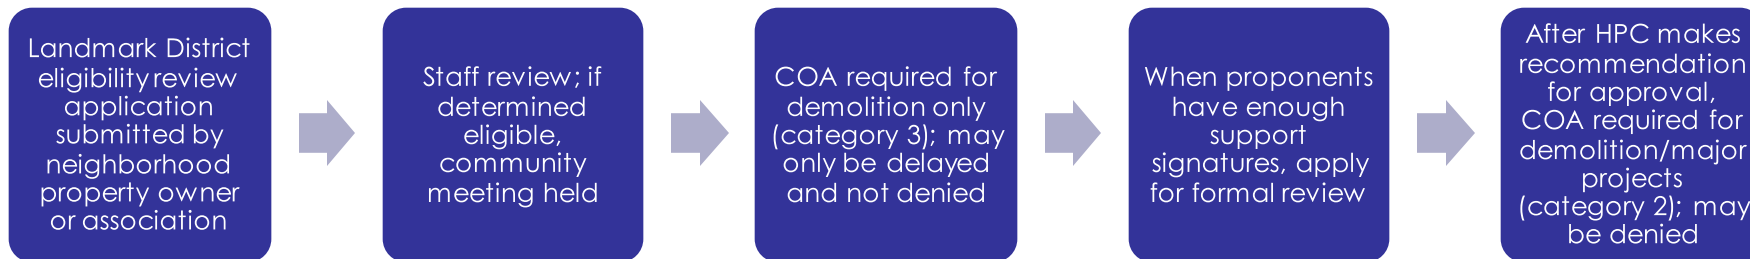 Landmark District
eligibility review
application
submitted by
neighborhood
property owner
or association
Staff review; if
determined
eligible,
community
meeting held
COA required for
demolition only
(category 3); may
only be delayed
and not denied
When proponents
have enough
support
signatures, apply
for formal review
After HPC makes
recommendation
for approval,
COA required for
demolition/major
projects
(category 2); may
be denied